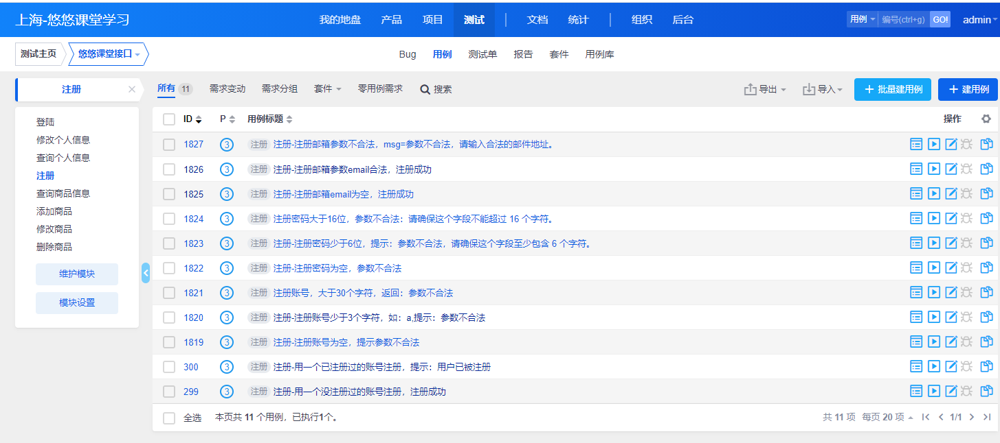 上海-悠悠课堂学习 我的地盘 产品 项目 测试 文档 统计 组织 后台 用例 编号(ctrl+g) GO! admin
测试主页 悠悠课堂接口 Bug 用例 测试单 报告 套件 用例库
注册 所有 11 需求变动 需求分组 套件 零用例需求 搜索 导出 导入 批量建用例 建用例
登陆
修改个人信息
查询个人信息
注册
查询商品信息
添加商品
修改商品
删除商品
维护模块
模块设置
ID P 用例标题 操作
1827 3 注册 注册-注册邮箱参数不合法，msg=参数不合法，请输入合法的邮件地址。
1826 3 注册 注册-注册邮箱参数email合法，注册成功
1825 3 注册 注册-注册邮箱email为空，注册成功
1824 3 注册 注册密码大于16位，参数不合法：请确保这个字段不能超过 16 个字符。
1823 3 注册 注册-注册密码少于6位，提示：参数不合法，请确保这个字段至少包含 6 个字符。
1822 3 注册 注册-注册密码为空，参数不合法
1821 3 注册 注册账号，大于30个字符，返回：参数不合法
1820 3 注册 注册-注册账号少于3个字符，如：a,提示：参数不合法
1819 3 注册 注册-注册账号为空，提示参数不合法
300 3 注册 注册-用一个已注册过的账号注册，提示：用户已被注册
299 3 注册 注册-用一个没注册过的账号注册，注册成功
全选 本页共 11 个用例，已执行1个。 共 11 项 每页 20 项 1/1